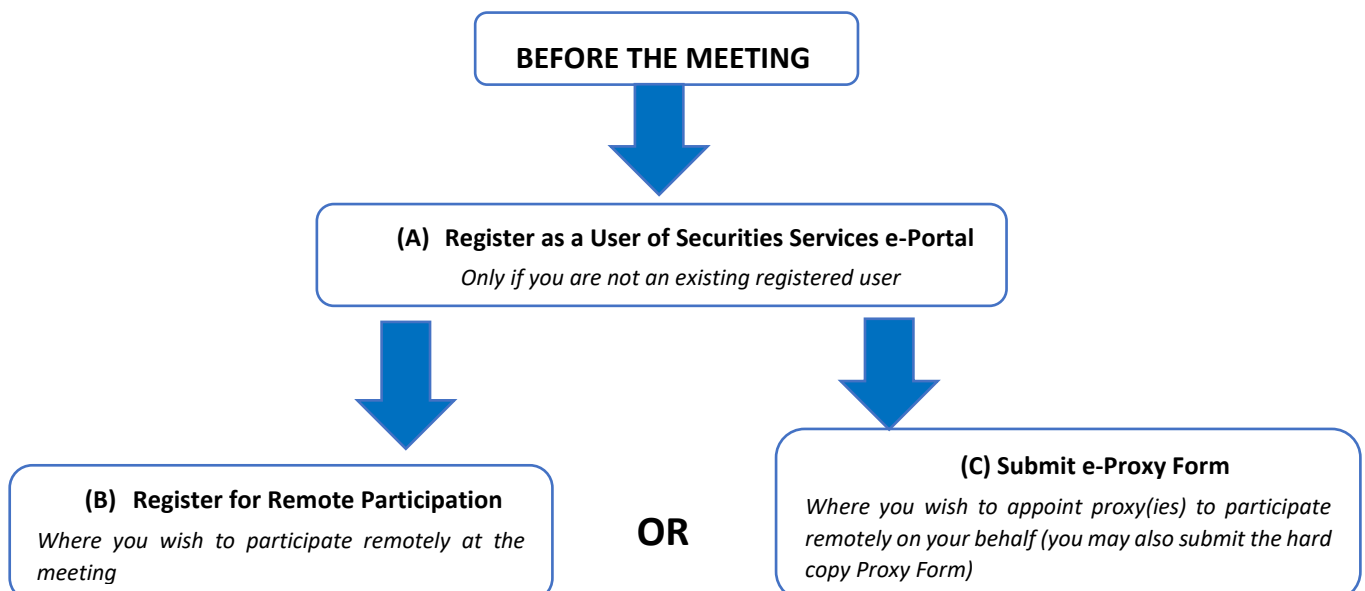 BEFORE THE MEETING
(A) Register as a User of Securities Services e-Portal
Only if you are not an existing registered user
(B) Register for Remote Participation
Where you wish to participate remotely at the
meeting
OR
(C) Submit e-Proxy Form
Where you wish to appoint proxy(ies) to participate
remotely on your behalf (you may also submit the hard
copy Proxy Form)